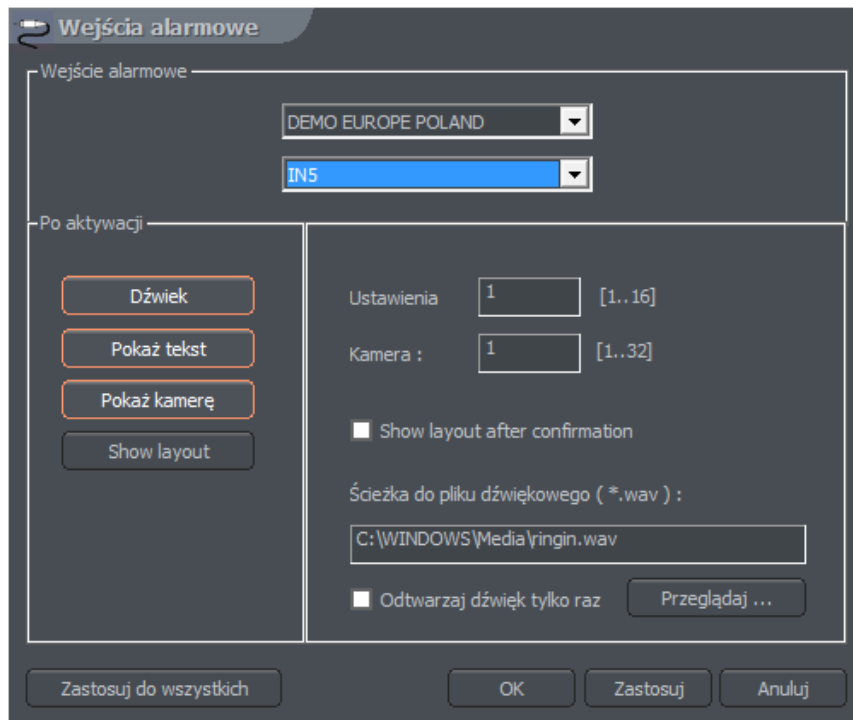 Wejścia alarmowe
Wejście alarmowe
DEMO EUROPE POLAND
IN5
Po aktywacji
Dźwiek
Pokaż tekst
Pokaż kamerę
Show layout
Ustawienia 1 [1..16]
Kamera : 1 [1..32]
Show layout after confirmation
Ścieżka do pliku dźwiękowego ( *.wav ) :
C:\WINDOWS\Media\ringin.wav
Odtwarzaj dźwięk tylko raz Przeglądaj ...
Zastosuj do wszystkich OK Zastosuj Anuluj